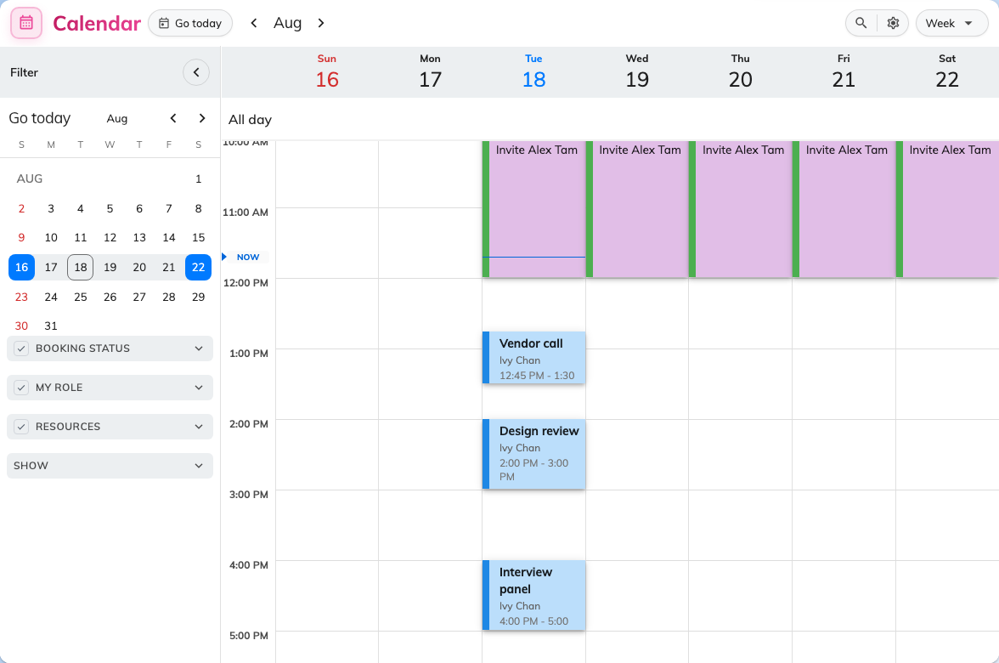 Calendar
Go today
Aug
Week
Filter
Sun
16
Mon
17
Tue
18
Wed
19
Thu
20
Fri
21
Sat
22
Go today Aug
S M T W T F S
AUG 1
2 3 4 5 6 7 8
9 10 11 12 13 14 15
16 17 18 19 20 21 22
23 24 25 26 27 28 29
30 31
BOOKING STATUS
MY ROLE
RESOURCES
SHOW
All day
10:00 AM
Invite Alex Tam
Invite Alex Tam
Invite Alex Tam
Invite Alex Tam
Invite Alex Tam
11:00 AM
NOW
12:00 PM
Vendor call
Ivy Chan
12:45 PM - 1:30
1:00 PM
2:00 PM
Design review
Ivy Chan
2:00 PM - 3:00
PM
3:00 PM
4:00 PM
Interview
panel
Ivy Chan
4:00 PM - 5:00
5:00 PM